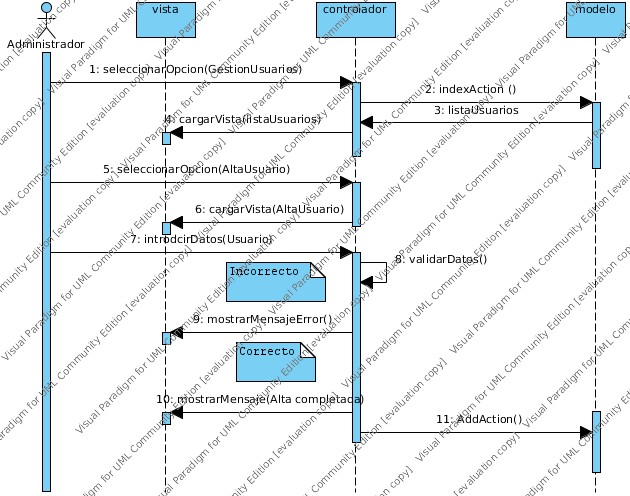 vista
controlador
modelo
Administrador
1: seleccionarOpcion(GestionUsuarios)
2: indexAction ()
3: listaUsuarios
4: cargarVista(listaUsuarios)
5: seleccionarOpcion(AltaUsuario)
6: cargarVista(AltaUsuario)
7: introdcirDatos(Usuario)
8: validarDatos()
Incorrecto
9: mostrarMensajeError()
Correcto
10: mostrarMensaje(Alta completaca)
11: AddAction()
Visual Paradigm for UML Community Edition [evaluation copy]